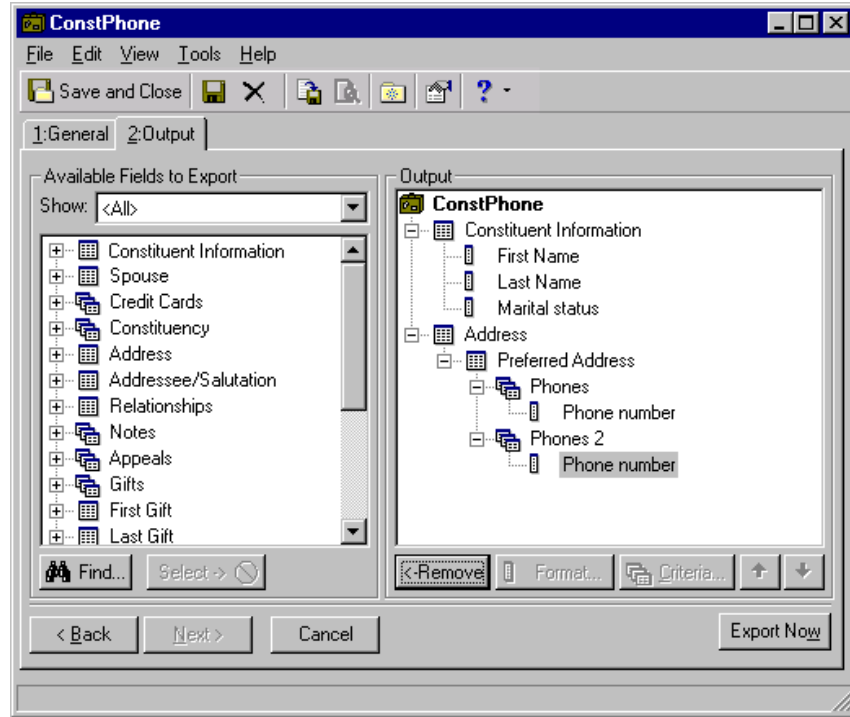 ConstPhone
File Edit View Tools Help
Save and Close
1:General 2:Output
Available Fields to Export
Show: <All>
Constituent Information
Spouse
Credit Cards
Constituency
Address
Addressee/Salutation
Relationships
Notes
Appeals
Gifts
First Gift
Last Gift
Find... Select ->
Output
ConstPhone
Constituent Information
First Name
Last Name
Marital status
Address
Preferred Address
Phones
Phone number
Phones 2
Phone number
<-Remove Format... Criteria...
< Back Next > Cancel Export Now